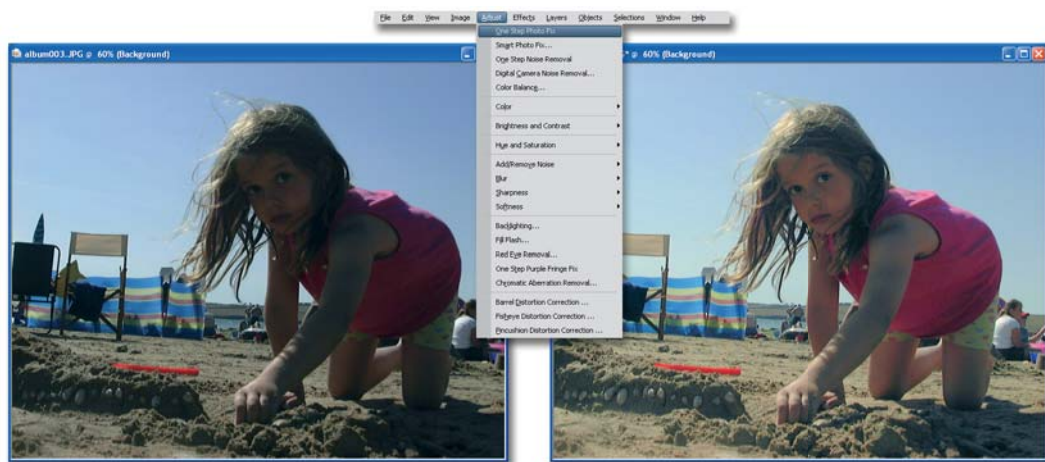 File Edit View Image Adjust Effects Layers Objects Selections Window Help
One Step Photo Fix
album003.JPG @ 60% (Background)
* @ 60% (Background)
Smart Photo Fix...
One Step Noise Removal
Digital Camera Noise Removal...
Color Balance...
Color
Brightness and Contrast
Hue and Saturation
Add/Remove Noise
Blur
Sharpness
Softness
Backlighting...
Fill Flash...
Red Eye Removal...
One Step Purple Fringe Fix
Chromatic Aberration Removal...
Barrel Distortion Correction ...
Fisheye Distortion Correction ...
Pincushion Distortion Correction ...